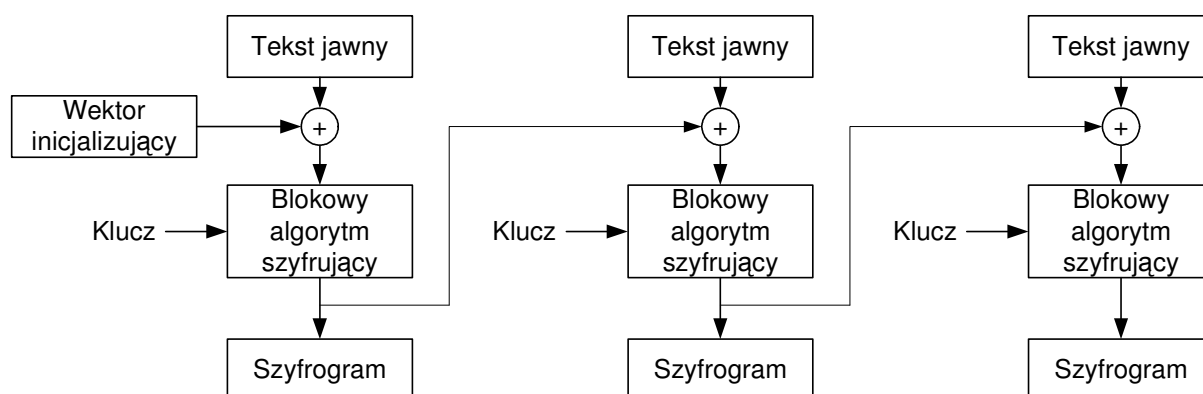 Tekst jawny
Tekst jawny
Tekst jawny
Wektor
inicjalizujący
+
+
+
Klucz
Blokowy
algorytm
szyfrujący
Klucz
Blokowy
algorytm
szyfrujący
Klucz
Blokowy
algorytm
szyfrujący
Szyfrogram
Szyfrogram
Szyfrogram